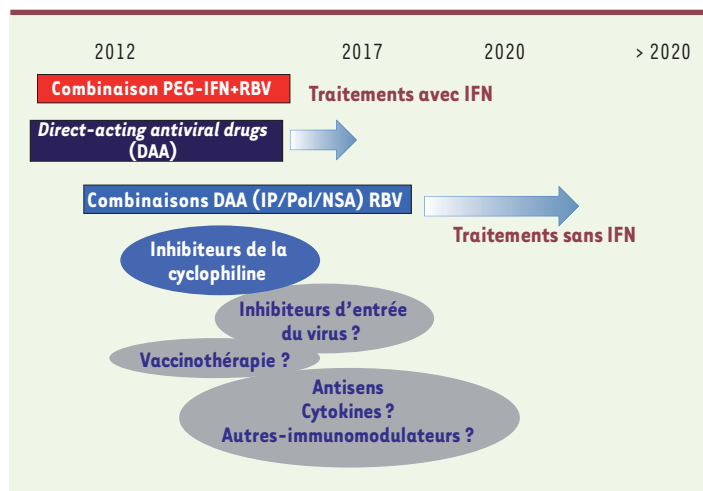 2012 2017 2020 > 2020
Combinaison PEG-IFN+RBV
Traitements avec IFN
Direct-acting antiviral drugs
(DAA)
Combinaisons DAA (IP/Pol/NSA) RBV
Traitements sans IFN
Inhibiteurs de la
cyclophiline
Inhibiteurs d'entrée
du virus ?
Vaccinothérapie ?
Antisens
Cytokines ?
Autres-immunomodulateurs ?